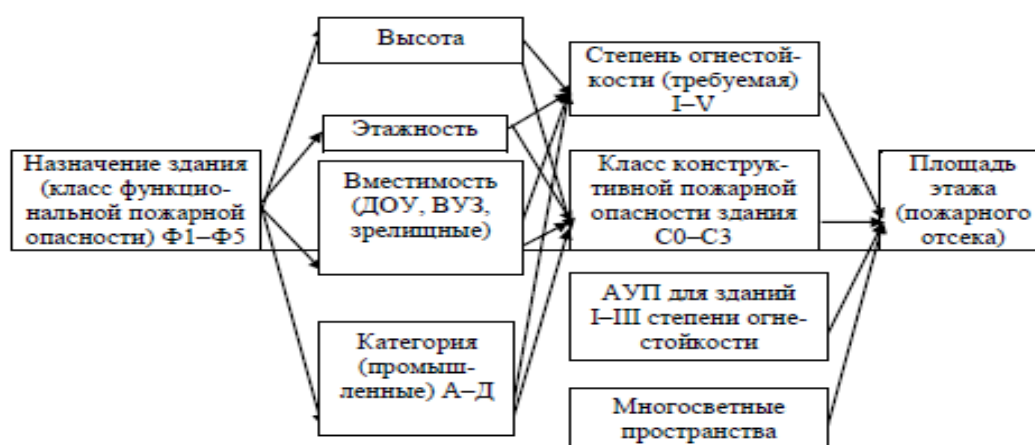 Назначение здания
(класс функцио-
нальной пожарной
опасности) Ф1–Ф5
Высота
Этажность
Вместимость
(ДОУ, ВУЗ,
зрелищные)
Категория
(промыш-
ленные) А–Д
Степень огнестой-
кости (требуемая)
I–V
Класс конструк-
тивной пожарной
опасности здания
С0–С3
АУП для зданий
I–III степени огне-
стойкости
Многосветные
пространства
Площадь
этажа
(пожарного
отсека)